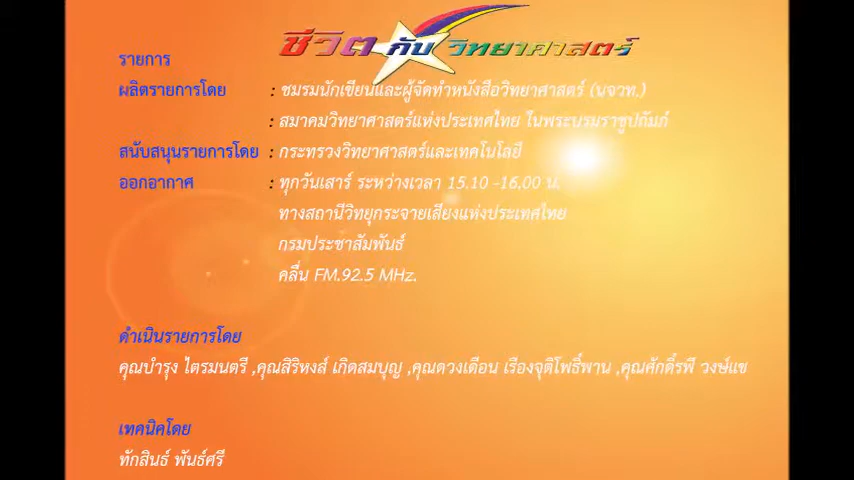 รายการ ชีวิต กับ วิทยาศาสตร์
ผลิตรายการโดย : ชมรมนักเขียนและผู้จัดทำหนังสือวิทยาศาสตร์ (นจวท.)
: สมาคมวิทยาศาสตร์แห่งประเทศไทย ในพระบรมราชูปถัมภ์
สนับสนุนรายการโดย : กระทรวงวิทยาศาสตร์และเทคโนโลยี
ออกอากาศ : ทุกวันเสาร์ ระหว่างเวลา 15.10 -16.00 น.
ทางสถานีวิทยุกระจายเสียงแห่งประเทศไทย
กรมประชาสัมพันธ์
คลื่น FM.92.5 MHz.
ดำเนินรายการโดย
คุณบำรุง ไตรมนตรี ,คุณสิริหงส์ เกิดสมบุญ ,คุณดวงเดือน เรืองจุติโพธิ์พาน ,คุณศักดิ์รพี วงษ์แข
เทคนิคโดย
ทักสินธ์ พันธ์ศรี